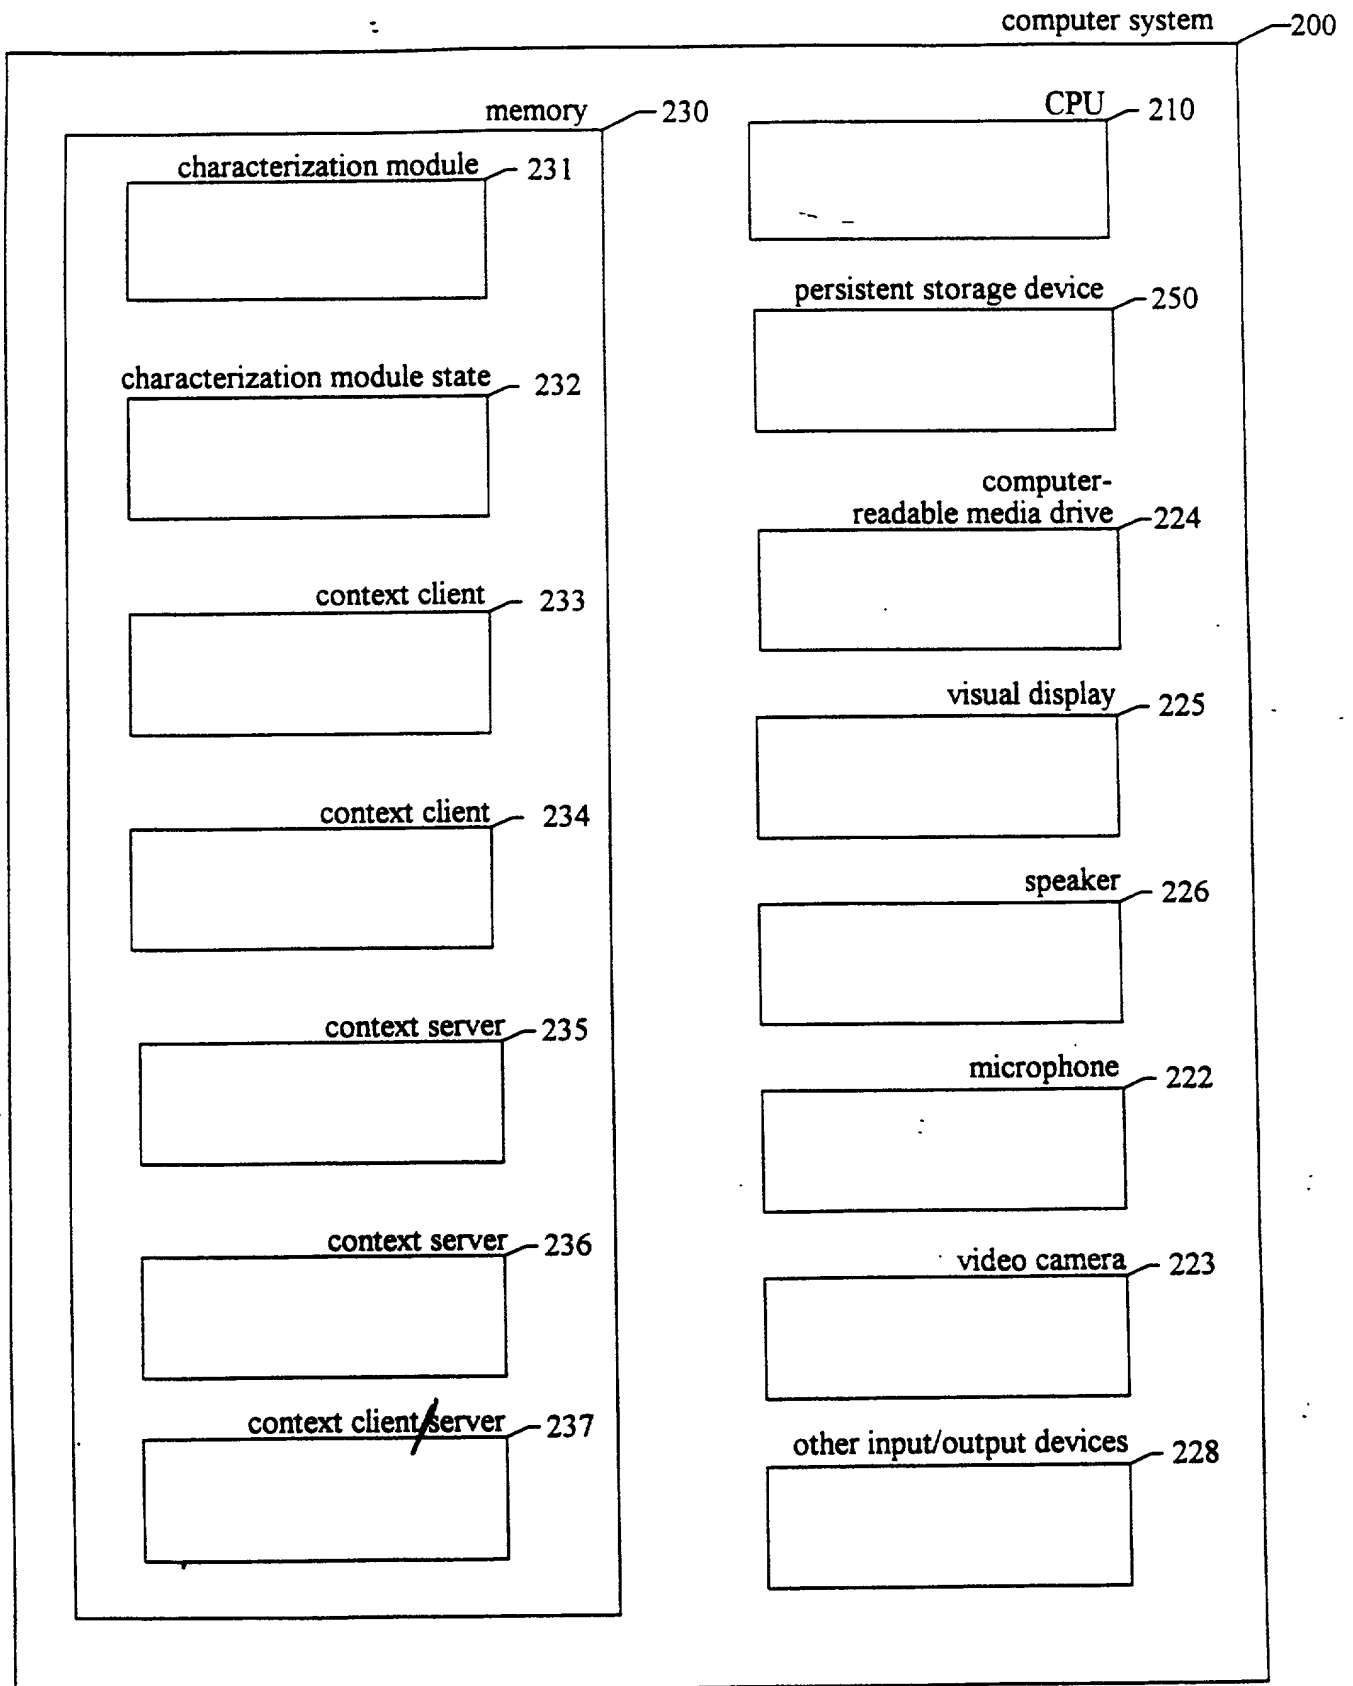 computer system 200
memory 230
characterization module 231
characterization module state 232
context client 233
context client 234
context server 235
context server 236
context client/server 237
CPU 210
persistent storage device 250
computer-
readable media drive 224
visual display 225
speaker 226
microphone 222
video camera 223
other input/output devices 228